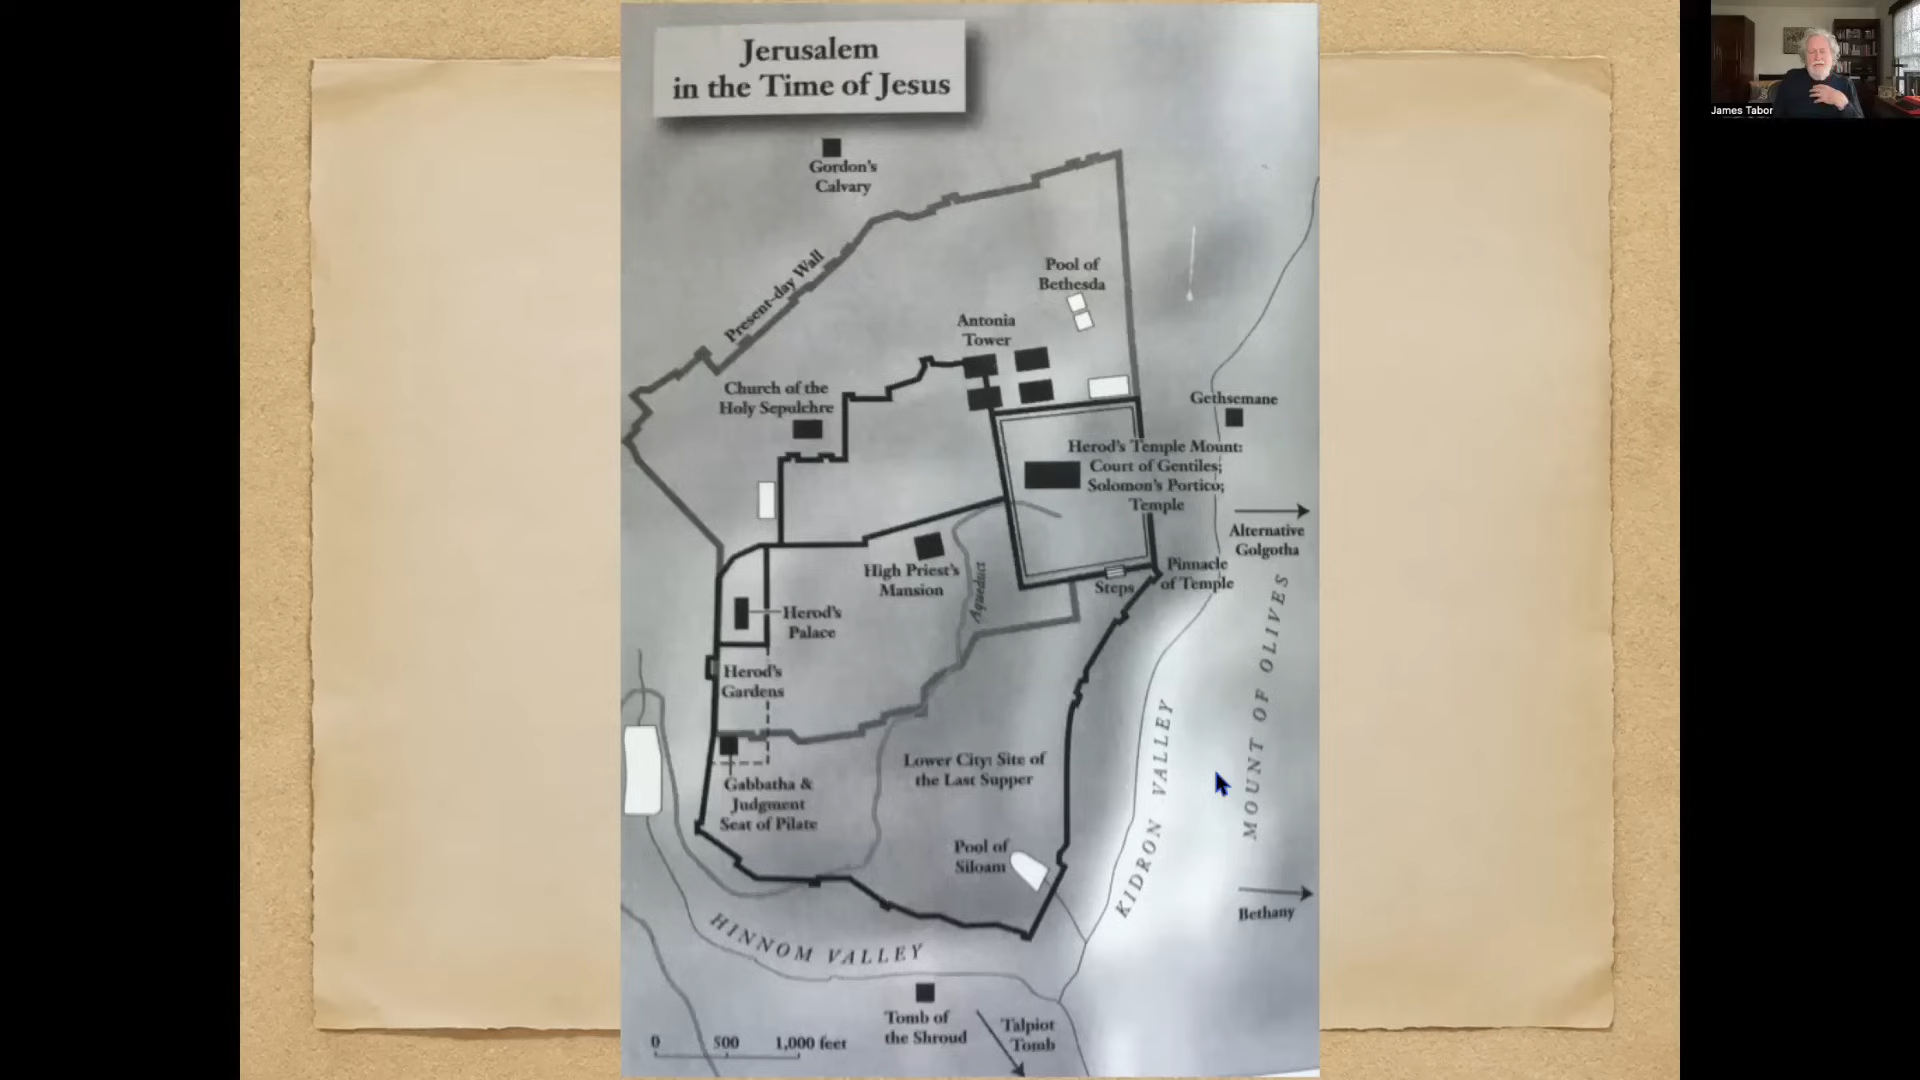 Jerusalem
in the Time of Jesus
James Tabor
Gordon's
Calvary
Present-day Wall
Pool of
Bethesda
Antonia
Tower
Church of the
Holy Sepulchre
Gethsemane
Herod's Temple Mount:
Court of Gentiles;
Solomon's Portico;
Temple
Alternative
Golgotha
High Priest's
Mansion
Aqueduct
Steps
Pinnacle
of Temple
Herod's
Palace
Herod's
Gardens
MOUNT OF OLIVES
KIDRON VALLEY
Lower City: Site of
the Last Supper
Gabbatha &
Judgment
Seat of Pilate
Pool of
Siloam
Bethany
HINNOM VALLEY
Tomb of
the Shroud
Talpiot
Tomb
0 500 1,000 feet